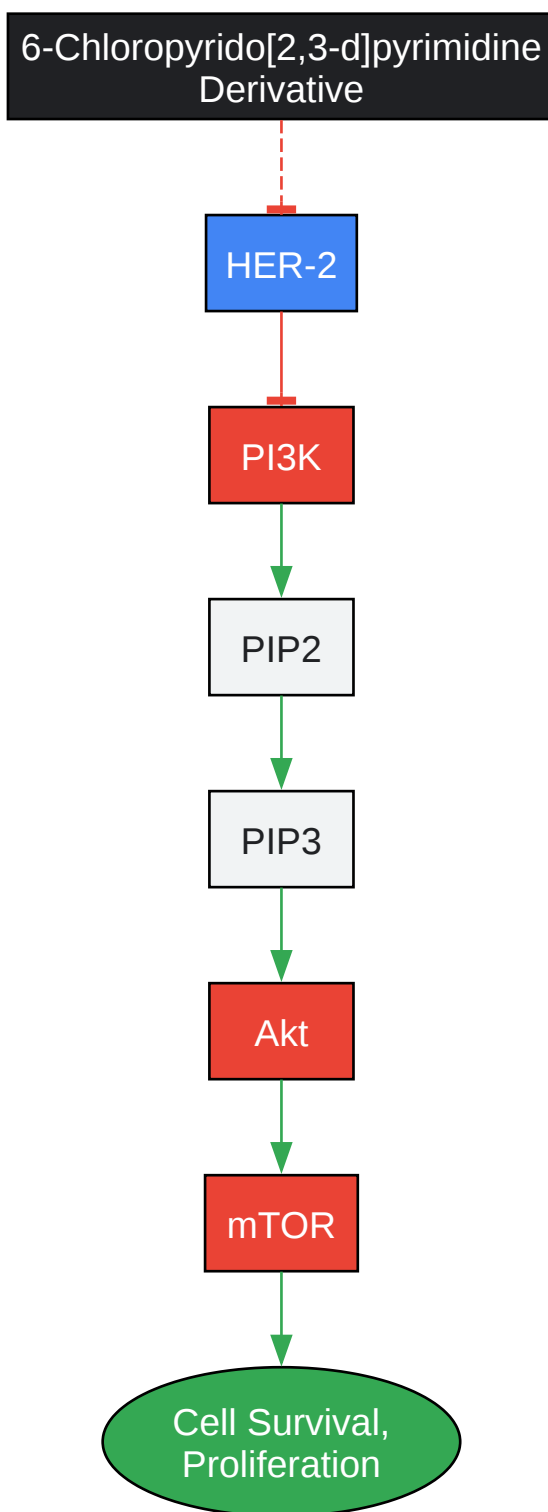 6-Chloropyrido[2,3-d]pyrimidine
Derivative
HER-2
PI3K
PIP2
PIP3
Akt
mTOR
Cell Survival,
Proliferation